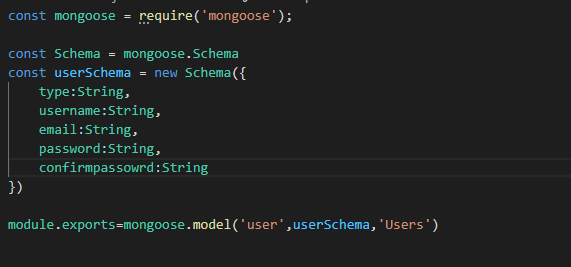 const mongoose = require('mongoose');
const Schema = mongoose.Schema
const userSchema = new Schema({
    type:String,
    username:String,
    email:String,
    password:String,
    confirmpassowrd:String
})
module.exports=mongoose.model('user',userSchema,'Users')